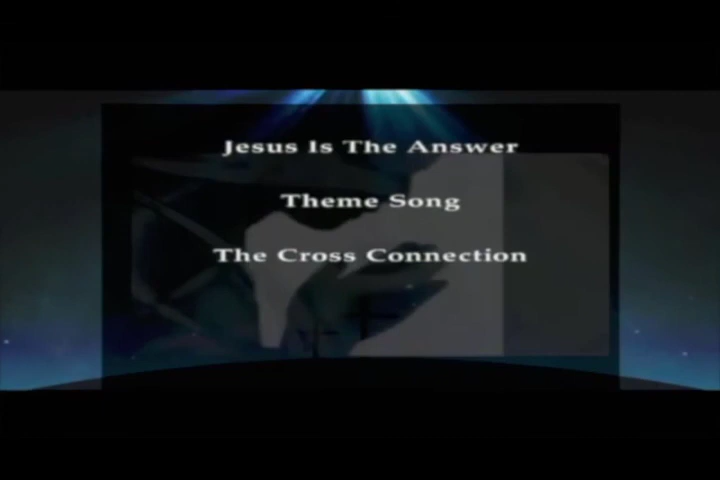 Jesus Is The Answer
Theme Song
The Cross Connection